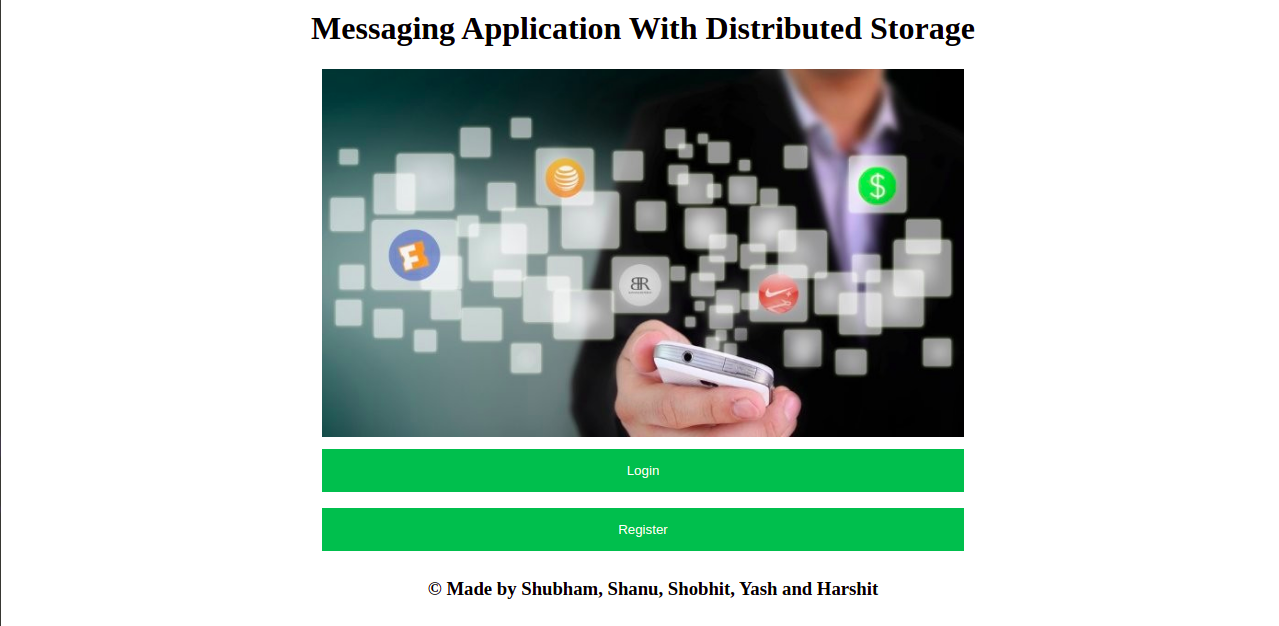 Messaging Application With Distributed Storage
$
Login
Register
© Made by Shubham, Shanu, Shobhit, Yash and Harshit